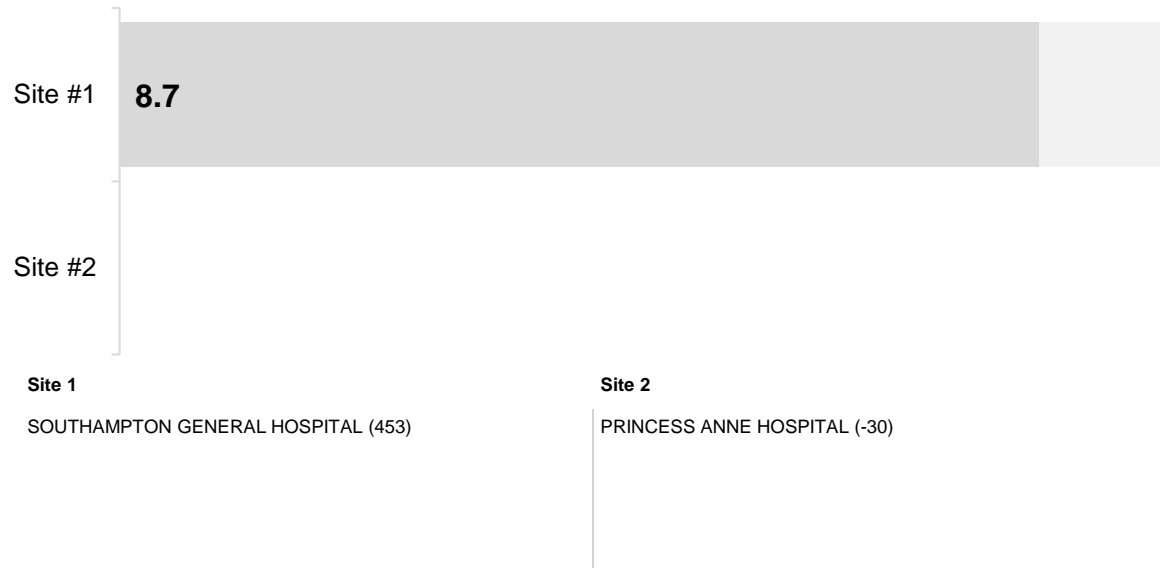 Site #1
8.7
Site #2
Site 1
SOUTHAMPTON GENERAL HOSPITAL (453)
Site 2
PRINCESS ANNE HOSPITAL (-30)